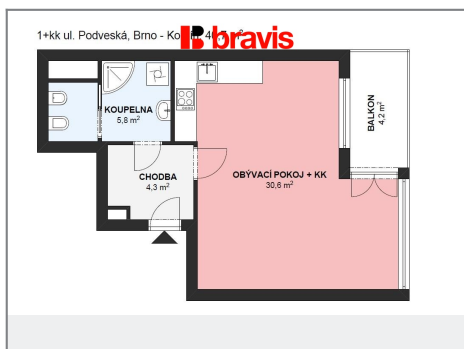 1+kk ul. Podveská, Brno - Ko
bravis
KOUPELNA
5,8 m²
BALKON
4,2 m²
CHODBA
4,3 m²
OBÝVACÍ POKOJ + KK
30,6 m²